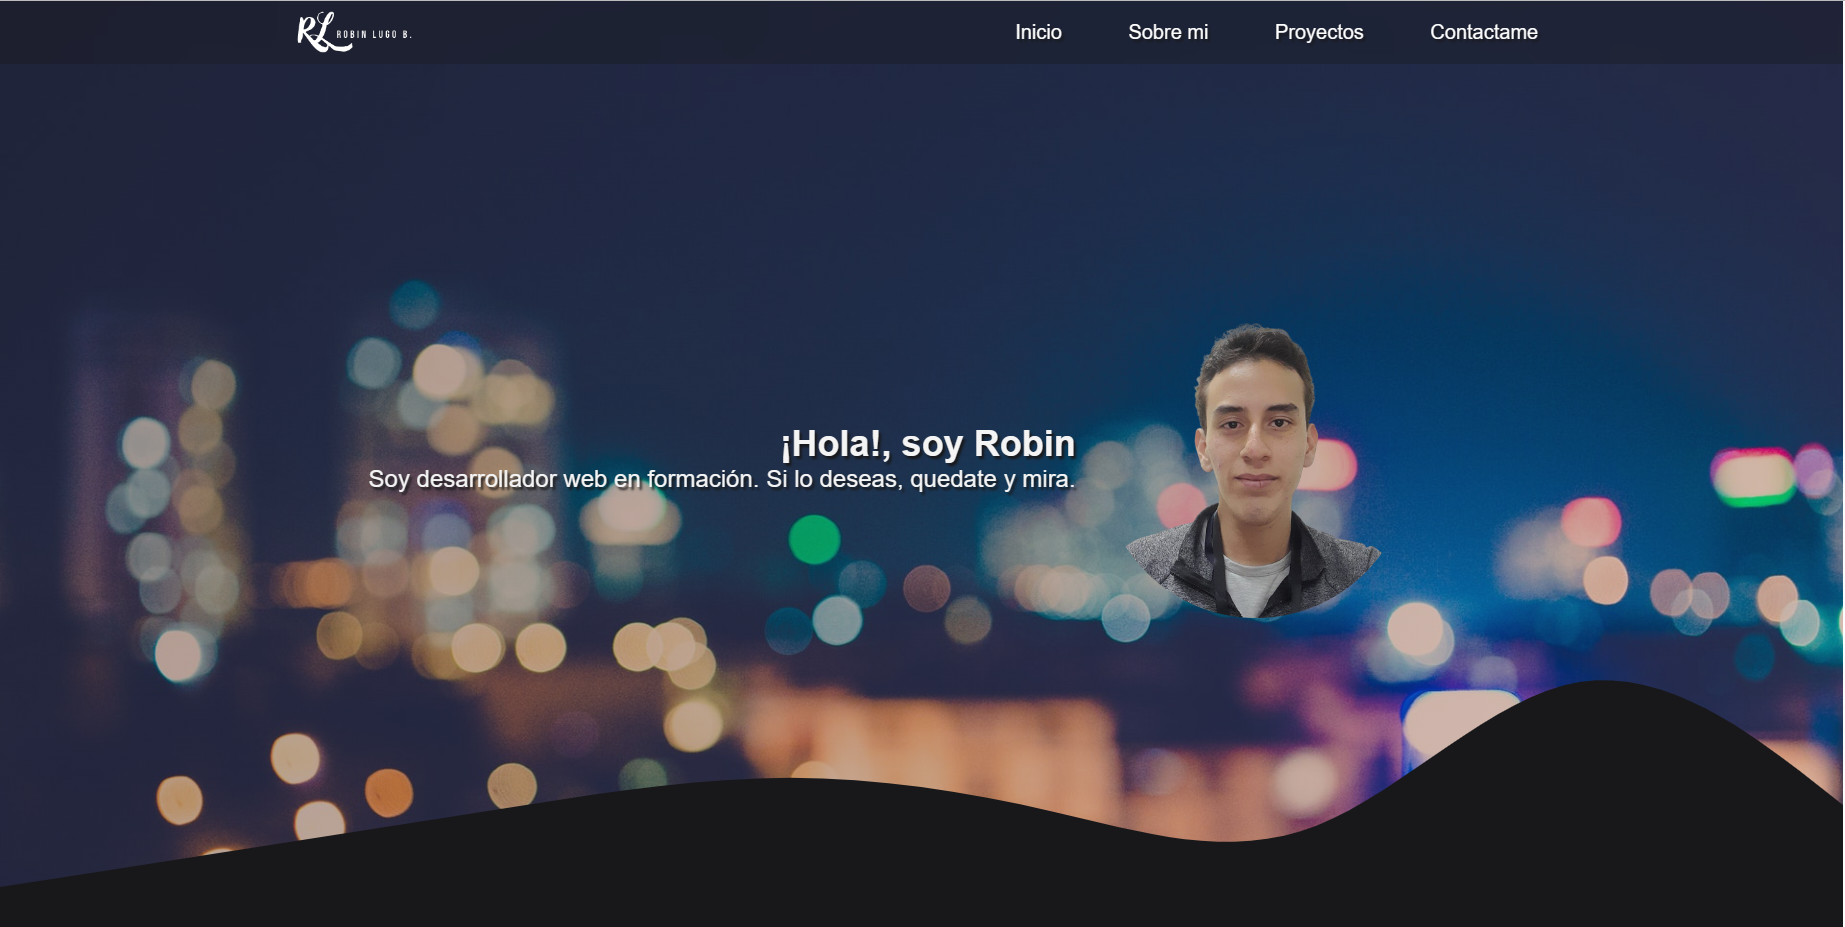 RL ROBIN LUGO B.
Inicio Sobre mi Proyectos Contactame
¡Hola!, soy Robin
Soy desarrollador web en formación. Si lo deseas, quedate y mira.